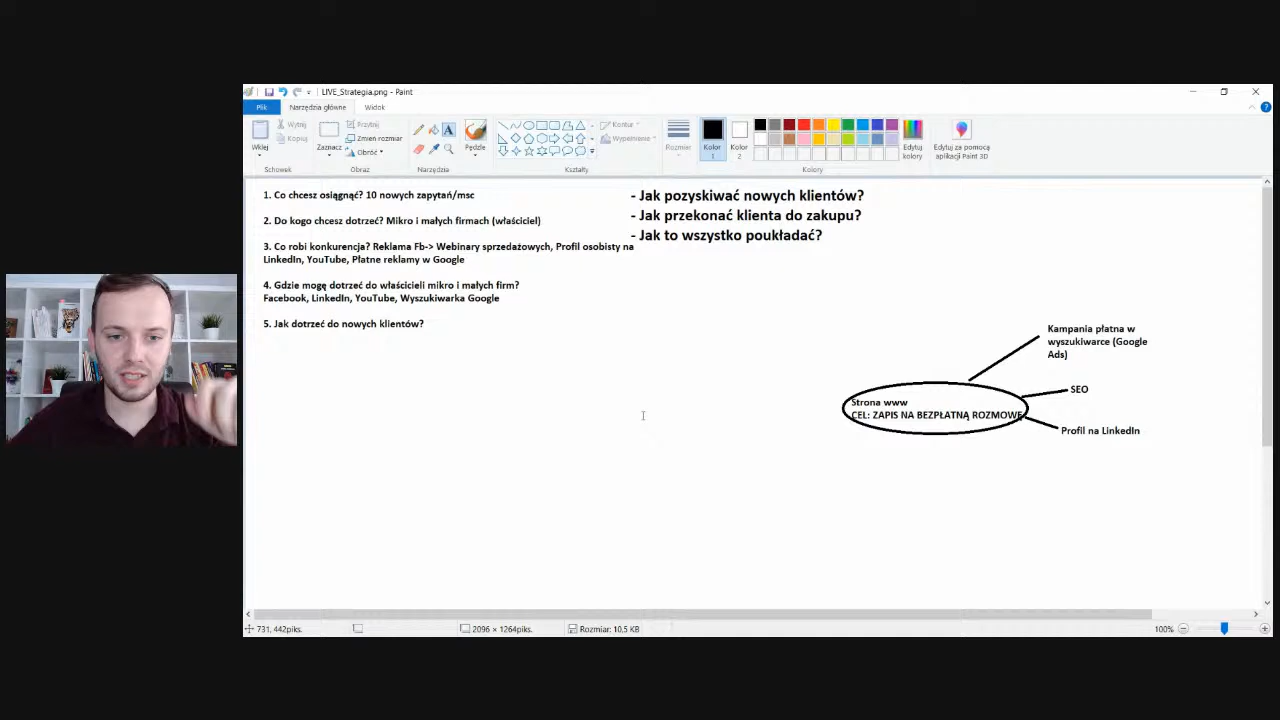 LIVE_Strategia.png - Paint
Plik
Narzędzia główne
Widok
Wklej
Wytnij
Kopiuj
Schowek
Zaznacz
Przytnij
Zmień rozmiar
Obróć
Obraz
Narzędzia
Pędzle
Kształty
Kontur
Wypełnienie
Rozmiar
Kolor
1
Kolor
2
Kolory
Edytuj
kolory
Edytuj za pomocą
aplikacji Paint 3D
1. Co chcesz osiągnąć? 10 nowych zapytań/msc
2. Do kogo chcesz dotrzeć? Mikro i małych firmach (właściciel)
3. Co robi konkurencja? Reklama Fb-> Webinary sprzedażowych, Profil osobisty na
LinkedIn, YouTube, Płatne reklamy w Google
4. Gdzie mogę dotrzeć do właścicieli mikro i małych firm?
Facebook, LinkedIn, YouTube, Wyszukiwarka Google
5. Jak dotrzeć do nowych klientów?
- Jak pozyskiwać nowych klientów?
- Jak przekonać klienta do zakupu?
- Jak to wszystko poukładać?
Kampania płatna w
wyszukiwarce (Google
Ads)
SEO
Strona www
CEL: ZAPIS NA BEZPŁATNĄ ROZMOWĘ
Profil na LinkedIn
731, 442piks.
2096 × 1264piks.
Rozmiar: 10,5 KB
100%